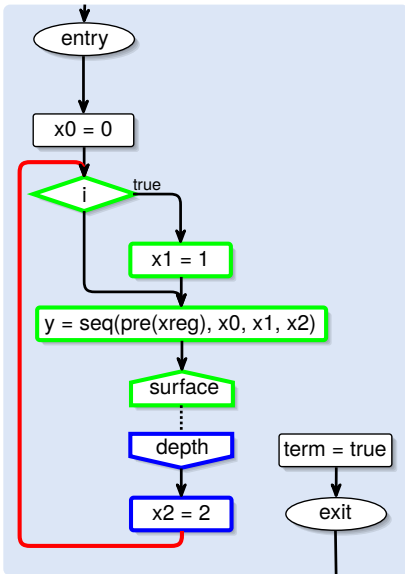 entry
x0 = 0
i
true
x1 = 1
y = seq(pre(xreg), x0, x1, x2)
surface
depth
term = true
x2 = 2
exit